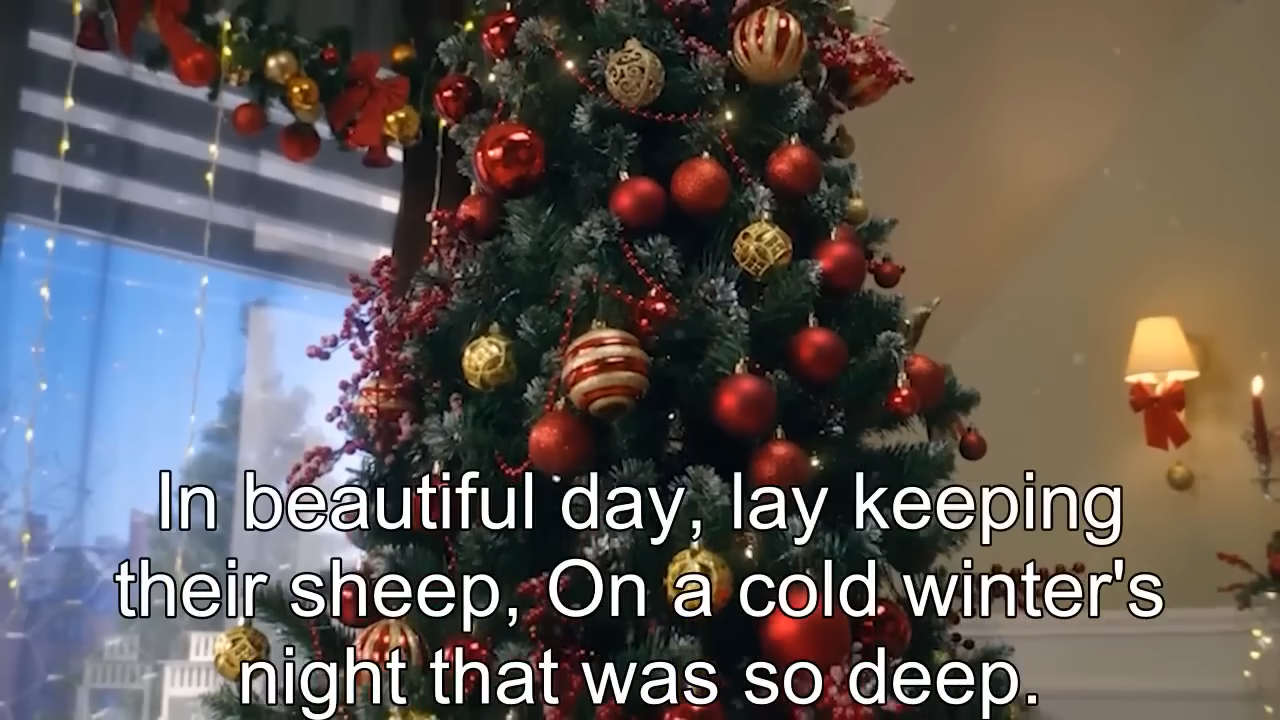 In beautiful day, lay keeping
their sheep, On a cold winter's
night that was so deep.